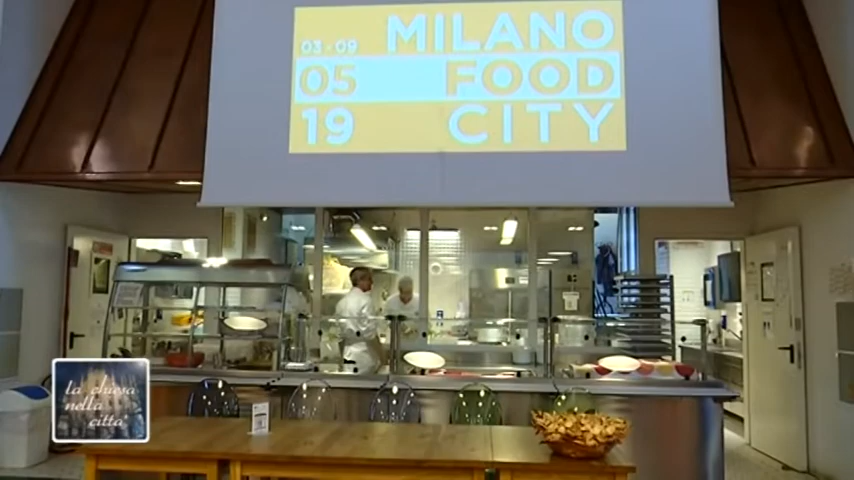 03 - 09 MILANO
05 FOOD
19 CITY
la chiesa
nella
città